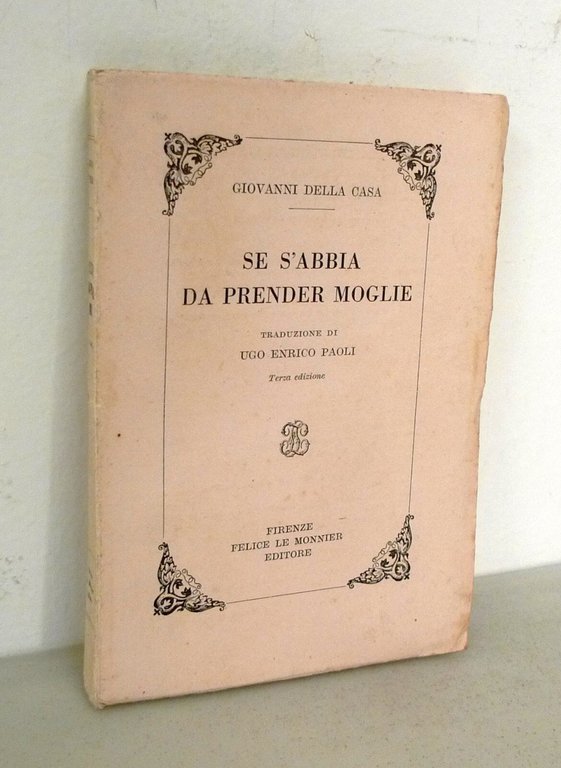 GIOVANNI DELLA CASA
SE S'ABBIA
DA PRENDER MOGLIE
TRADUZIONE DI
UGO ENRICO PAOLI
Terza edizione
FIRENZE
FELICE LE MONNIER
EDITORE